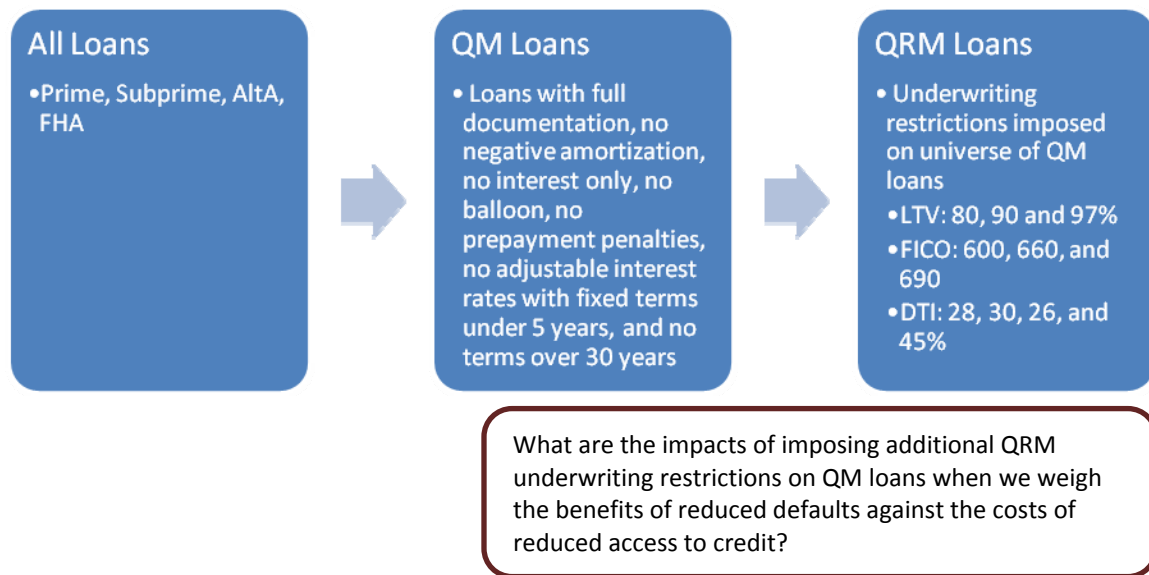 All Loans
•Prime, Subprime, AltA,
FHA
QM Loans
• Loans with full
documentation, no
negative amortization,
no interest only, no
balloon, no
prepayment penalties,
no adjustable interest
rates with fixed terms
under 5 years, and no
terms over 30 years
QRM Loans
• Underwriting
restrictions imposed
on universe of QM
loans
•LTV: 80, 90 and 97%
•FICO: 600, 660, and
690
•DTI: 28, 30, 26, and
45%
What are the impacts of imposing additional QRM
underwriting restrictions on QM loans when we weigh
the benefits of reduced defaults against the costs of
reduced access to credit?